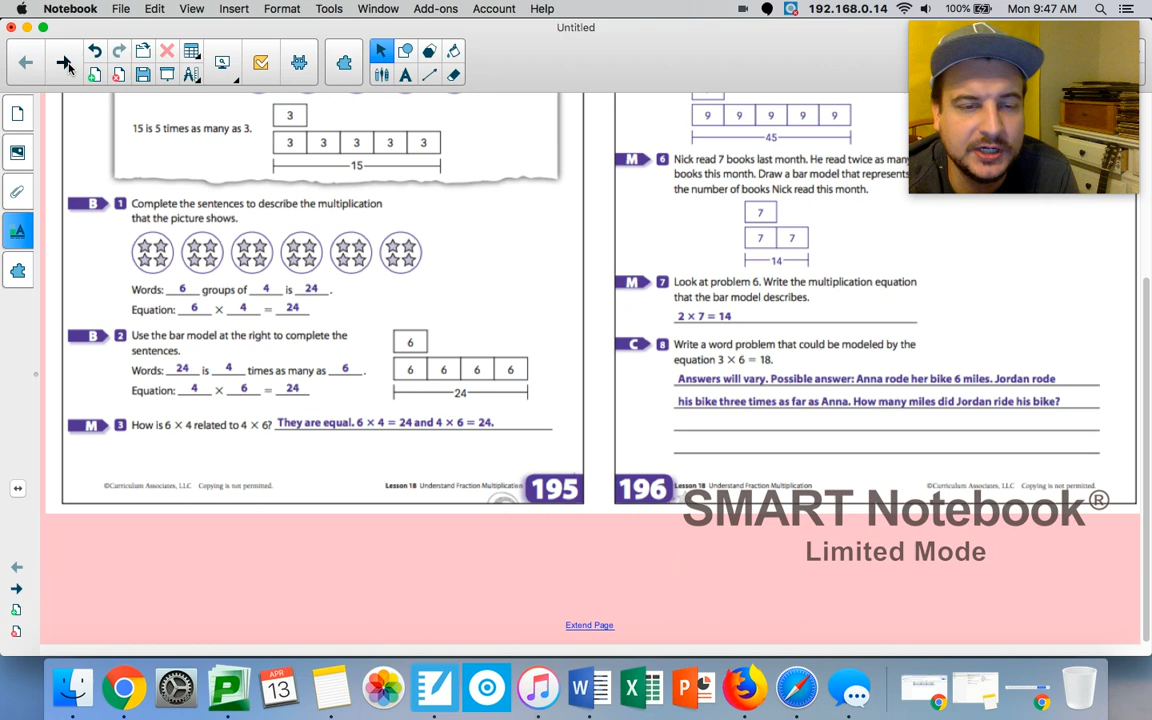 Notebook File Edit View Insert Format Tools Window Add-ons Account Help 192.168.0.14 100% Mon 9:47 AM
Untitled
15 is 5 times as many as 3.
3
3 3 3 3 3
15
B 1 Complete the sentences to describe the multiplication
that the picture shows.
Words: 6 groups of 4 is 24 .
Equation: 6 × 4 = 24
B 2 Use the bar model at the right to complete the
sentences.
Words: 24 is 4 times as many as 6 .
Equation: 4 × 6 = 24
6
6 6 6 6
24
M 3 How is 6 × 4 related to 4 × 6? They are equal. 6 × 4 = 24 and 4 × 6 = 24.
©Curriculum Associates, LLC Copying is not permitted. Lesson 18 Understand Fraction Multiplication 195
9 9 9 9 9
45
M 6 Nick read 7 books last month. He read twice as many
books this month. Draw a bar model that represents
the number of books Nick read this month.
7
7 7
14
M 7 Look at problem 6. Write the multiplication equation
that the bar model describes.
2 × 7 = 14
C 8 Write a word problem that could be modeled by the
equation 3 × 6 = 18.
Answers will vary. Possible answer: Anna rode her bike 6 miles. Jordan rode
his bike three times as far as Anna. How many miles did Jordan ride his bike?
196 Lesson 18 Understand Fraction Multiplication ©Curriculum Associates, LLC Copying is not permitted.
SMART Notebook®
Limited Mode
Extend Page
APR
13